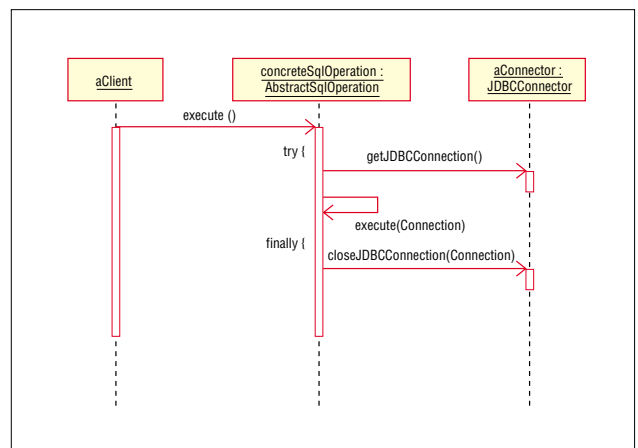 aClient
concreteSqlOperation :
AbstractSqlOperation
aConnector :
JDBCConnector
execute ()
try {
getJDBCConnection()
execute(Connection)
finally {
closeJDBCConnection(Connection)